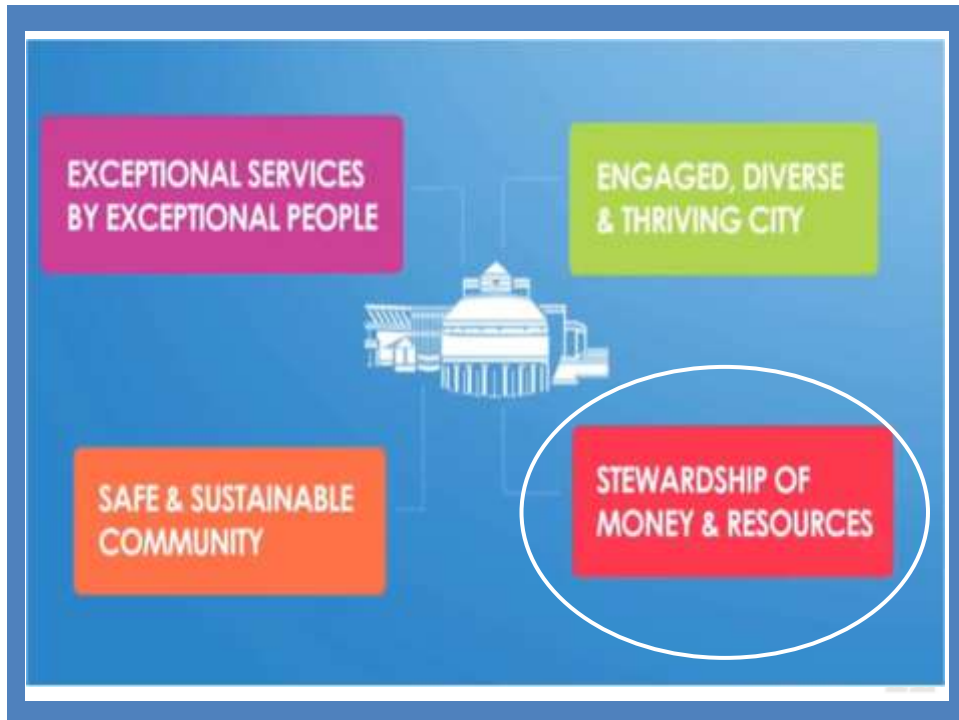 EXCEPTIONAL SERVICES
BY EXCEPTIONAL PEOPLE
ENGAGED, DIVERSE
& THRIVING CITY
SAFE & SUSTAINABLE
COMMUNITY
STEWARDSHIP OF
MONEY & RESOURCES